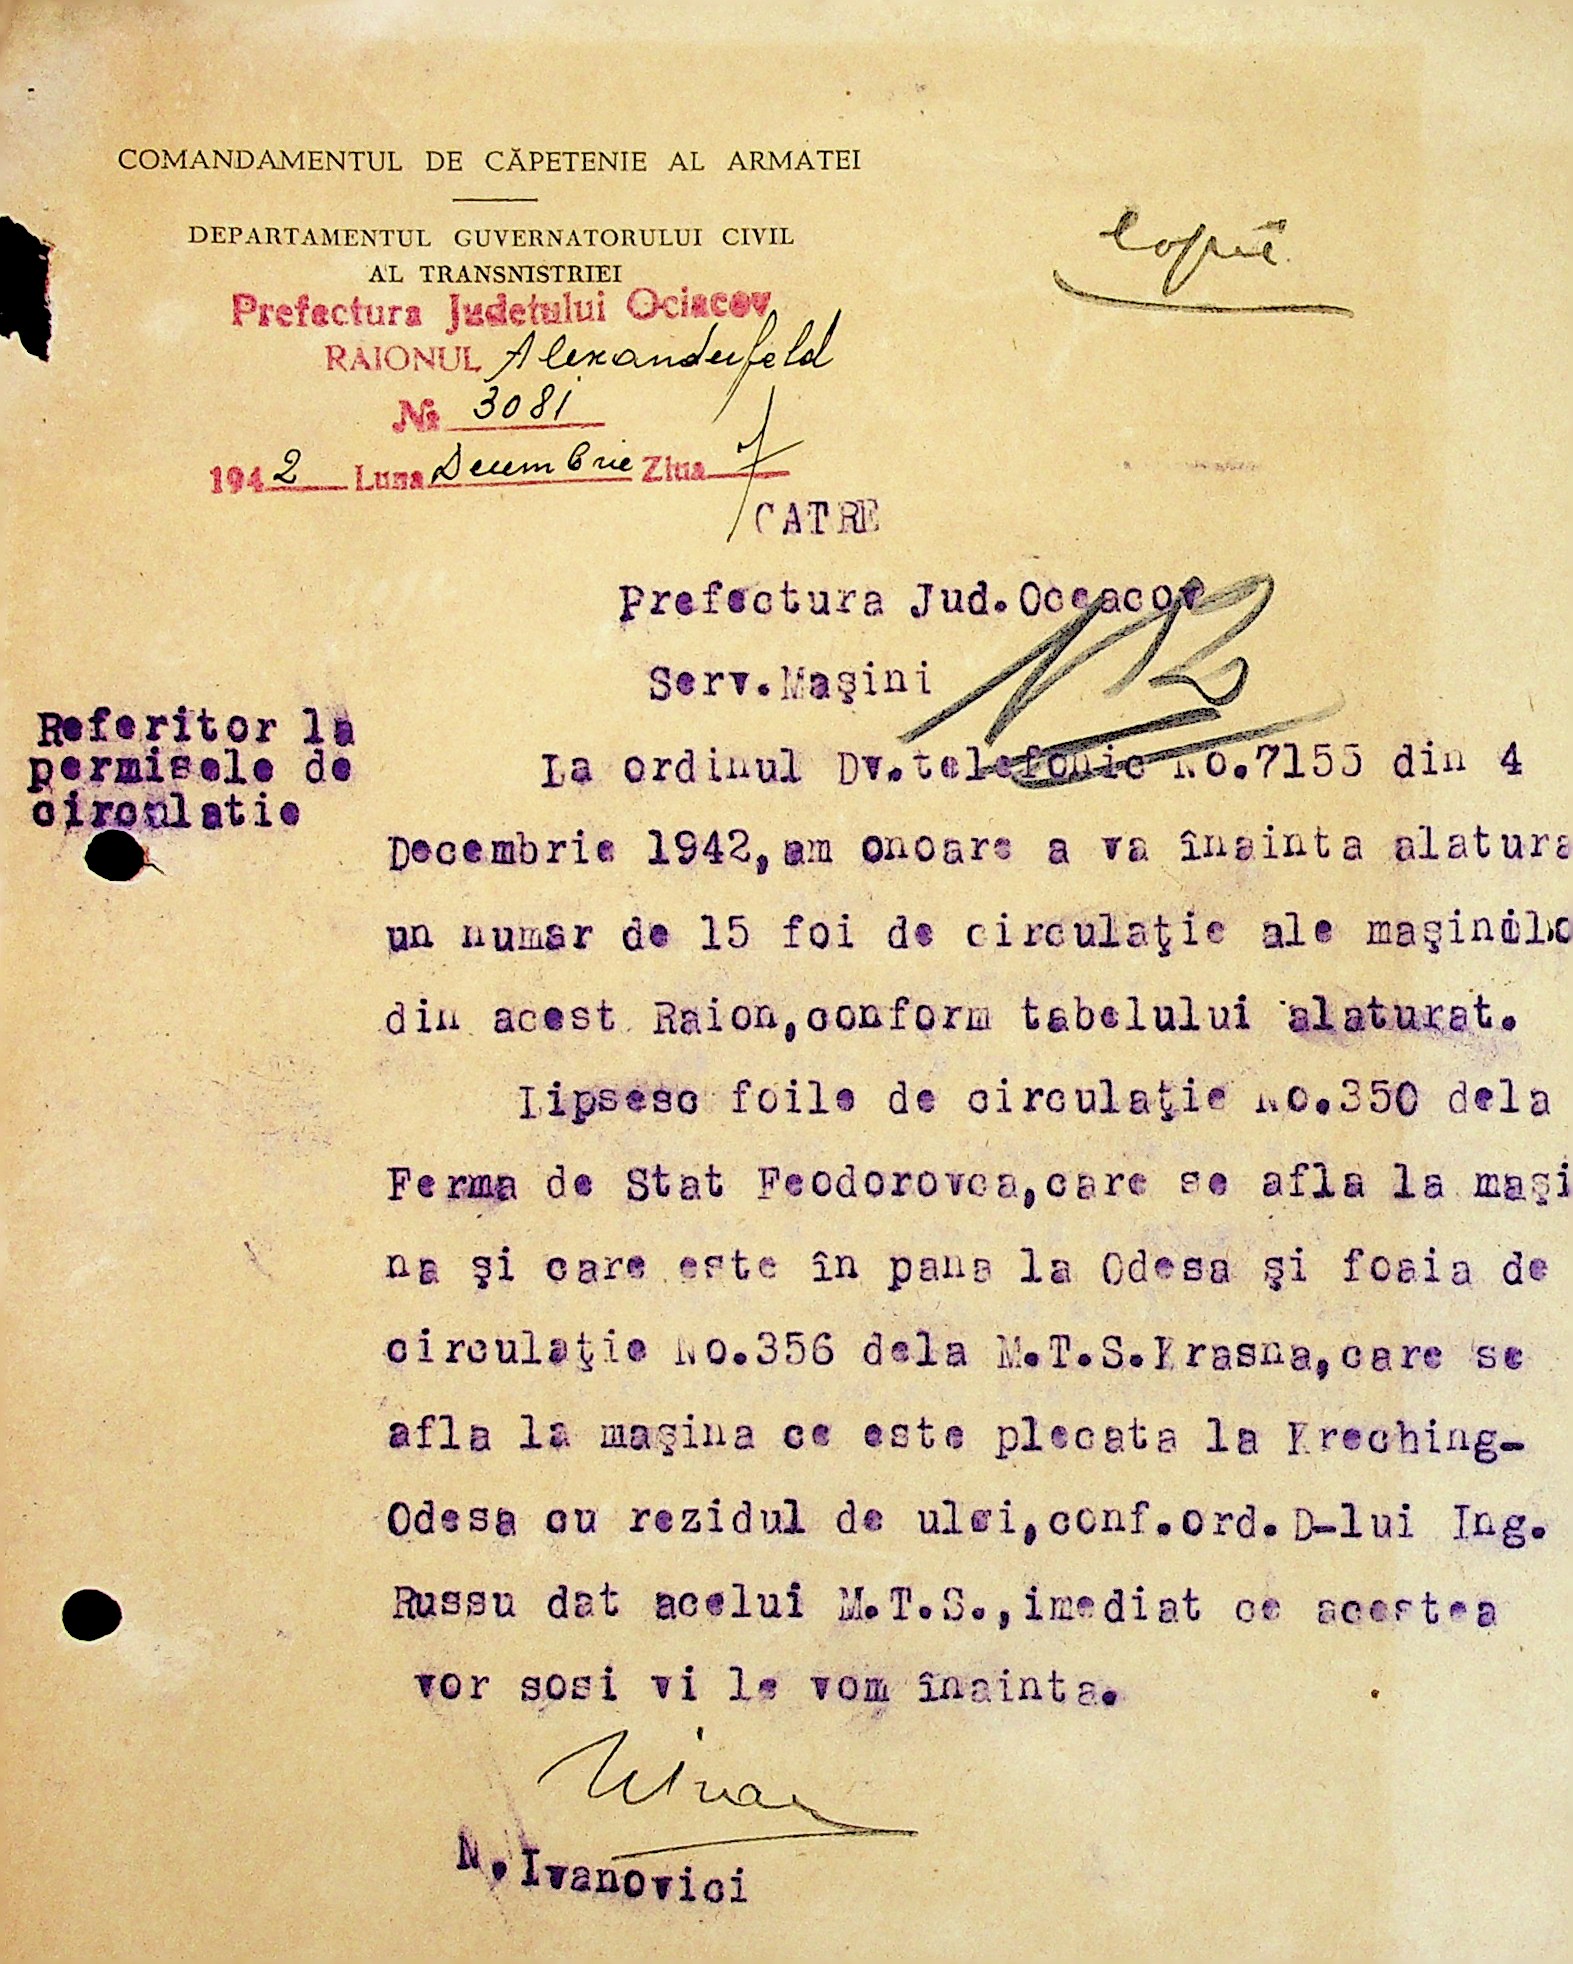 COMANDAMENTUL DE CĂPETENIE AL ARMATEI
DEPARTAMENTUL GUVERNATORULUI CIVIL
AL TRANSNISTRIEI
Prefectura Judetului Ociacov
RAIONUL Alexanderfeld
No 3081
1942 Luna Decembrie Ziua 7
copie
CATRE
Prefectura Jud.Oceacov
Serv.Maşini
Referitor la
permisele de
circulatie
La ordinul Dv.telefonic No.7155 din 4
Decembrie 1942,am onoare a va înainta alatura
un numar de 15 foi de circulaţie ale maşinilo
din acest Raion,conform tabelului alaturat.
Lipsesc foile de circulaţie No.350 dela
Ferma de Stat Feodorovca,care se afla la maşi
na şi care este în pana la Odesa şi foaia de
circulaţie No.356 dela M.T.S.Krasna,care se
afla la maşina ce este plecata la Kreching-
Odesa cu rezidul de ulei,conf.ord.D-lui Ing.
Russu dat acelui M.T.S.,imediat ce acestea
vor sosi vi le vom înainta.
N.Ivanovici